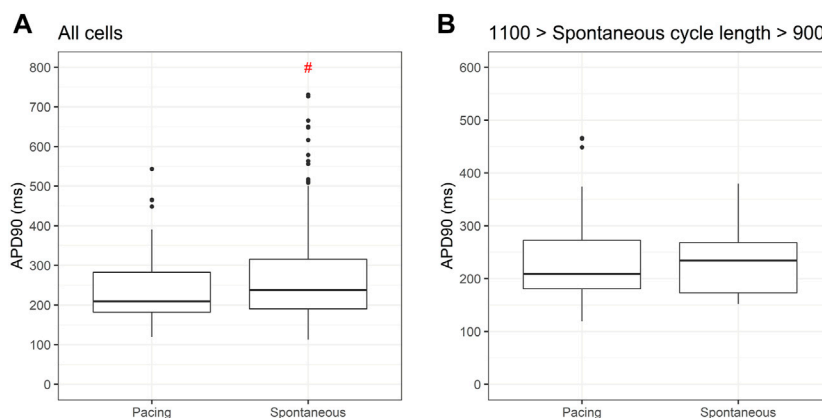 A
All cells
#
800
700
600
500
400
300
200
100
0
APD90 (ms)
Pacing
Spontaneous
B
1100 > Spontaneous cycle length > 900
600
500
400
300
200
100
0
APD90 (ms)
Pacing
Spontaneous